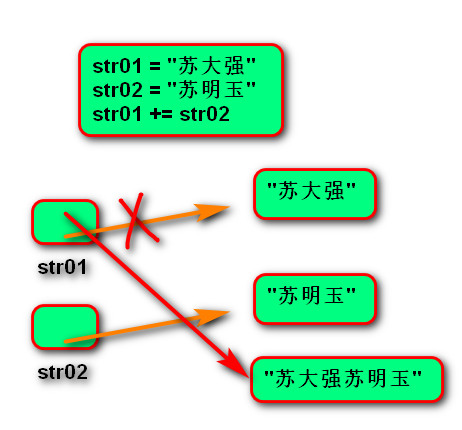 str01 = "苏大强"
str02 = "苏明玉"
str01 += str02
"苏大强"
str01
"苏明玉"
str02
"苏大强苏明玉"